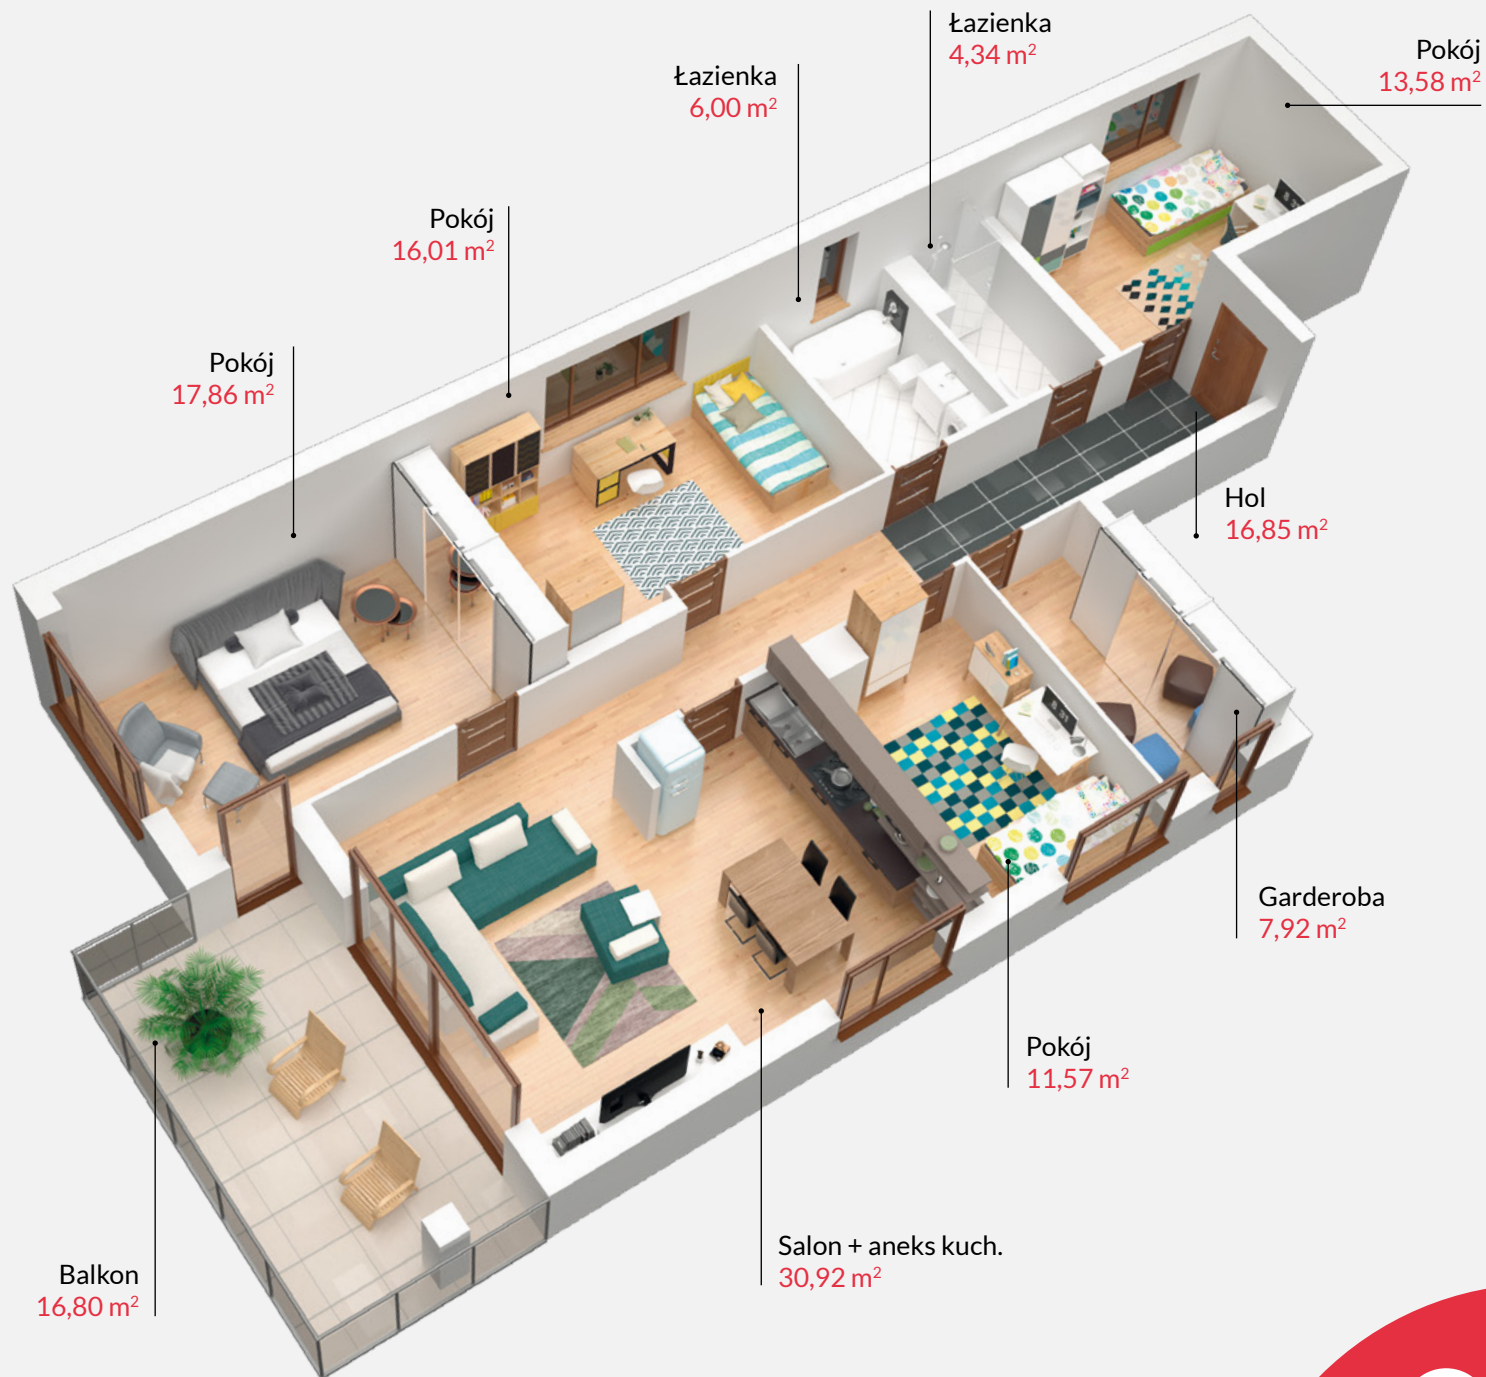 Łazienka
4,34 m²
Pokój
13,58 m²
Łazienka
6,00 m²
Pokój
16,01 m²
Pokój
17,86 m²
Hol
16,85 m²
Garderoba
7,92 m²
Pokój
11,57 m²
Salon + aneks kuch.
30,92 m²
Balkon
16,80 m²